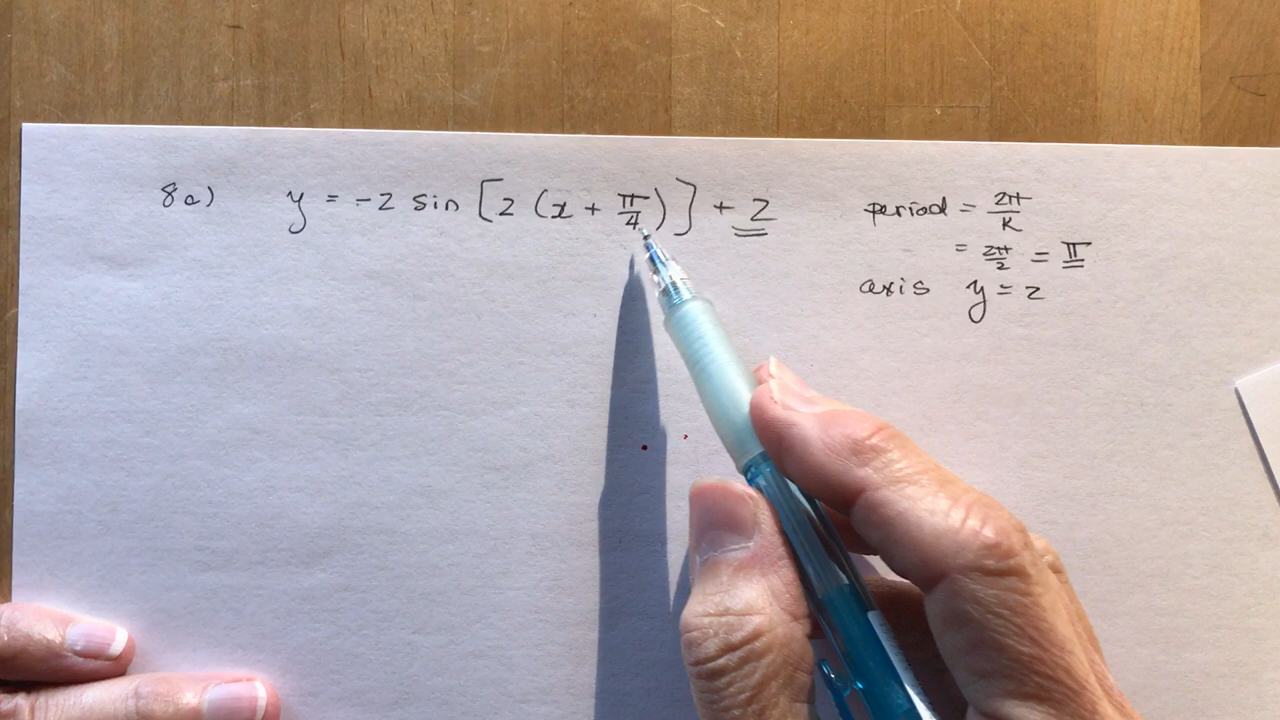 8a) y = -2 sin [2 (x + π/4)] + 2
period = 2π/K
= 2π/2 = π
axis y = 2